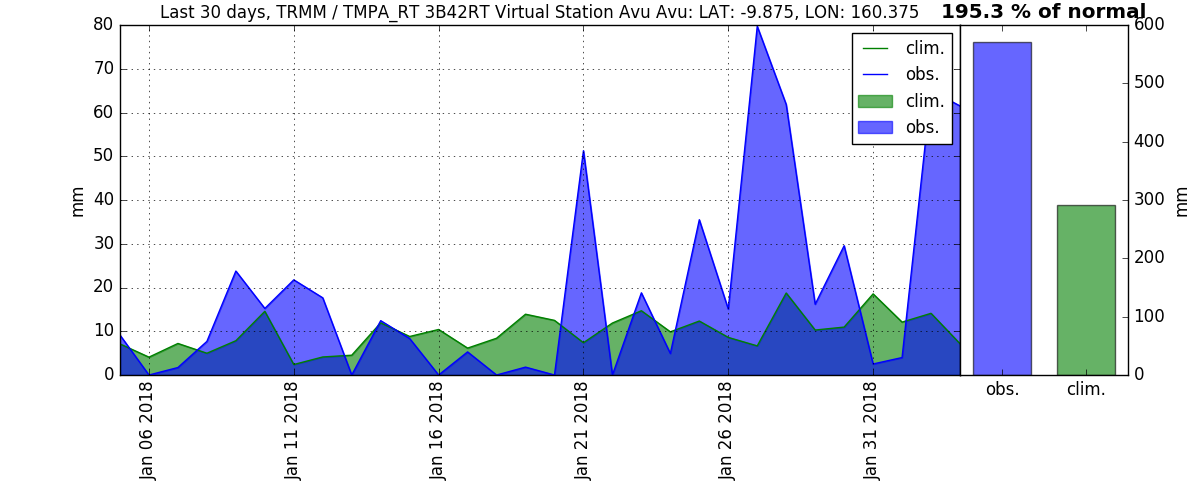 Last 30 days, TRMM / TMPA_RT 3B42RT Virtual Station Avu Avu: LAT: -9.875, LON: 160.375 195.3 % of normal
80
70
60
50
40
30
20
10
0
mm
clim.
obs.
clim.
obs.
600
500
400
300
200
100
0
mm
obs.
clim.
Jan 06 2018
Jan 11 2018
Jan 16 2018
Jan 21 2018
Jan 26 2018
Jan 31 2018